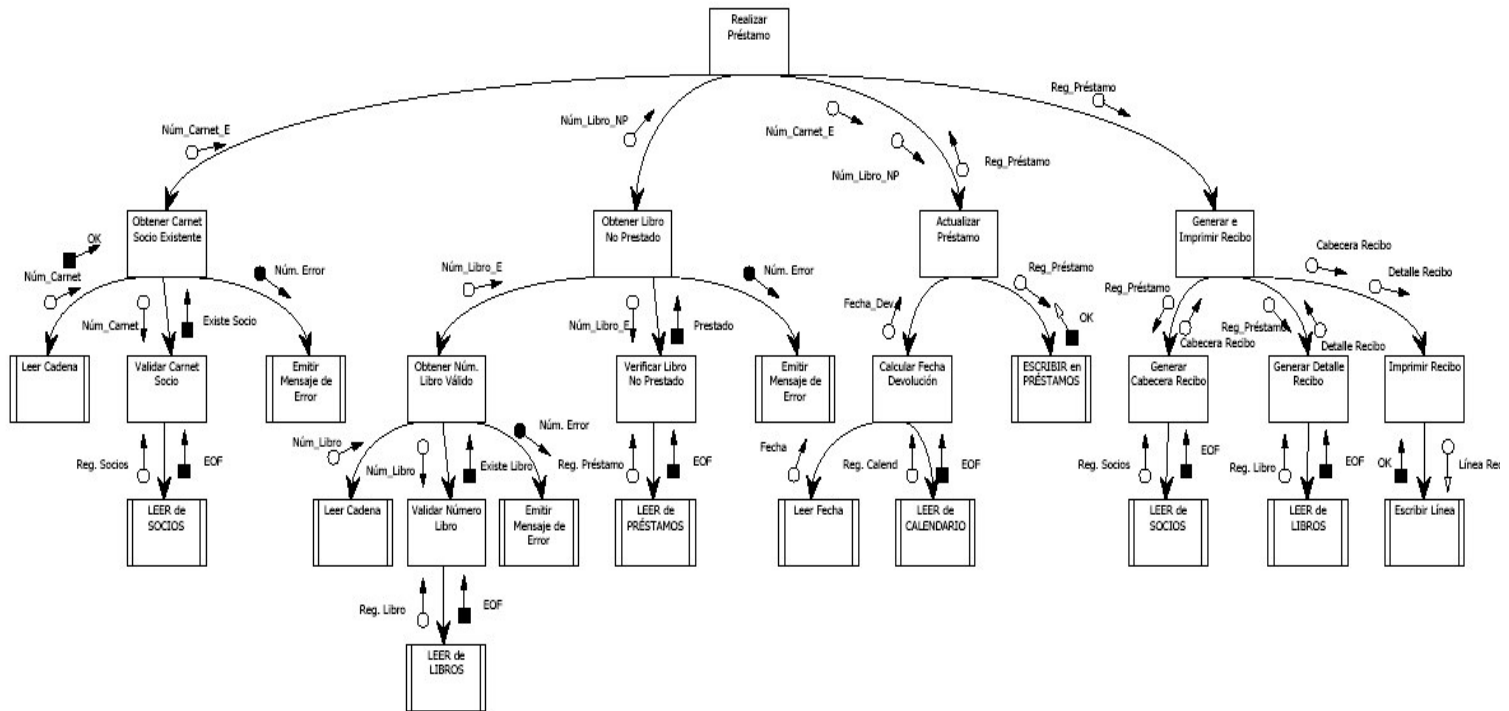 Realizar
Préstamo
Reg_Préstamo
Núm_Carnet_E
Núm_Libro_NP
Núm_Carnet_E
Núm_Libro_NP
Reg_Préstamo
Obtener Carnet
Socio Existente
Obtener Libro
No Prestado
Actualizar
Préstamo
Generar e
Imprimir Recibo
OK
Núm_Carnet
Núm. Error
Núm_Libro_E
Núm. Error
Reg_Préstamo
Cabecera Recibo
Detalle Recibo
Núm_Carnet
Existe Socio
Núm_Libro_E
Prestado
Fecha_Dev
OK
Reg_Préstamo
Cabecera Recibo
Reg_Préstamo
Detalle Recibo
Leer Cadena
Validar Carnet
Socio
Emitir
Mensaje de
Error
Obtener Núm.
Libro Válido
Verificar Libro
No Prestado
Emitir
Mensaje de
Error
Calcular Fecha
Devolución
ESCRIBIR en
PRÉSTAMOS
Generar
Cabecera Recibo
Generar Detalle
Recibo
Imprimir Recibo
Reg. Socios
EOF
Núm_Libro
Núm_Libro
Existe Libro
Núm. Error
Reg. Préstamo
EOF
Fecha
Reg. Calend
EOF
Reg. Socios
EOF
Reg. Libro
EOF
OK
Línea Rec
LEER de
SOCIOS
Leer Cadena
Validar Número
Libro
Emitir
Mensaje de
Error
LEER de
PRÉSTAMOS
Leer Fecha
LEER de
CALENDARIO
LEER de
SOCIOS
LEER de
LIBROS
Escribir Línea
Reg. Libro
EOF
LEER de
LIBROS